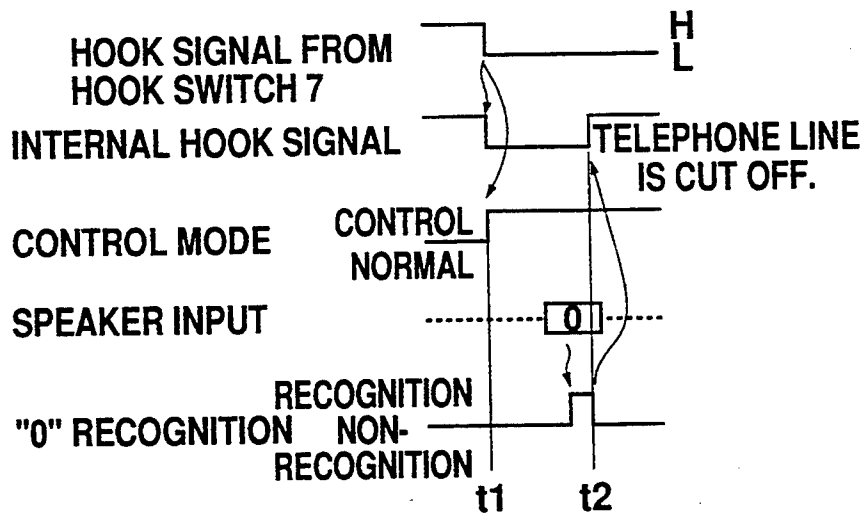 HOOK SIGNAL FROM
HOOK SWITCH 7
H
L
INTERNAL HOOK SIGNAL
TELEPHONE LINE
IS CUT OFF.
CONTROL MODE
CONTROL
NORMAL
SPEAKER INPUT
0
"0" RECOGNITION
RECOGNITION
NON-
RECOGNITION
t1
t2